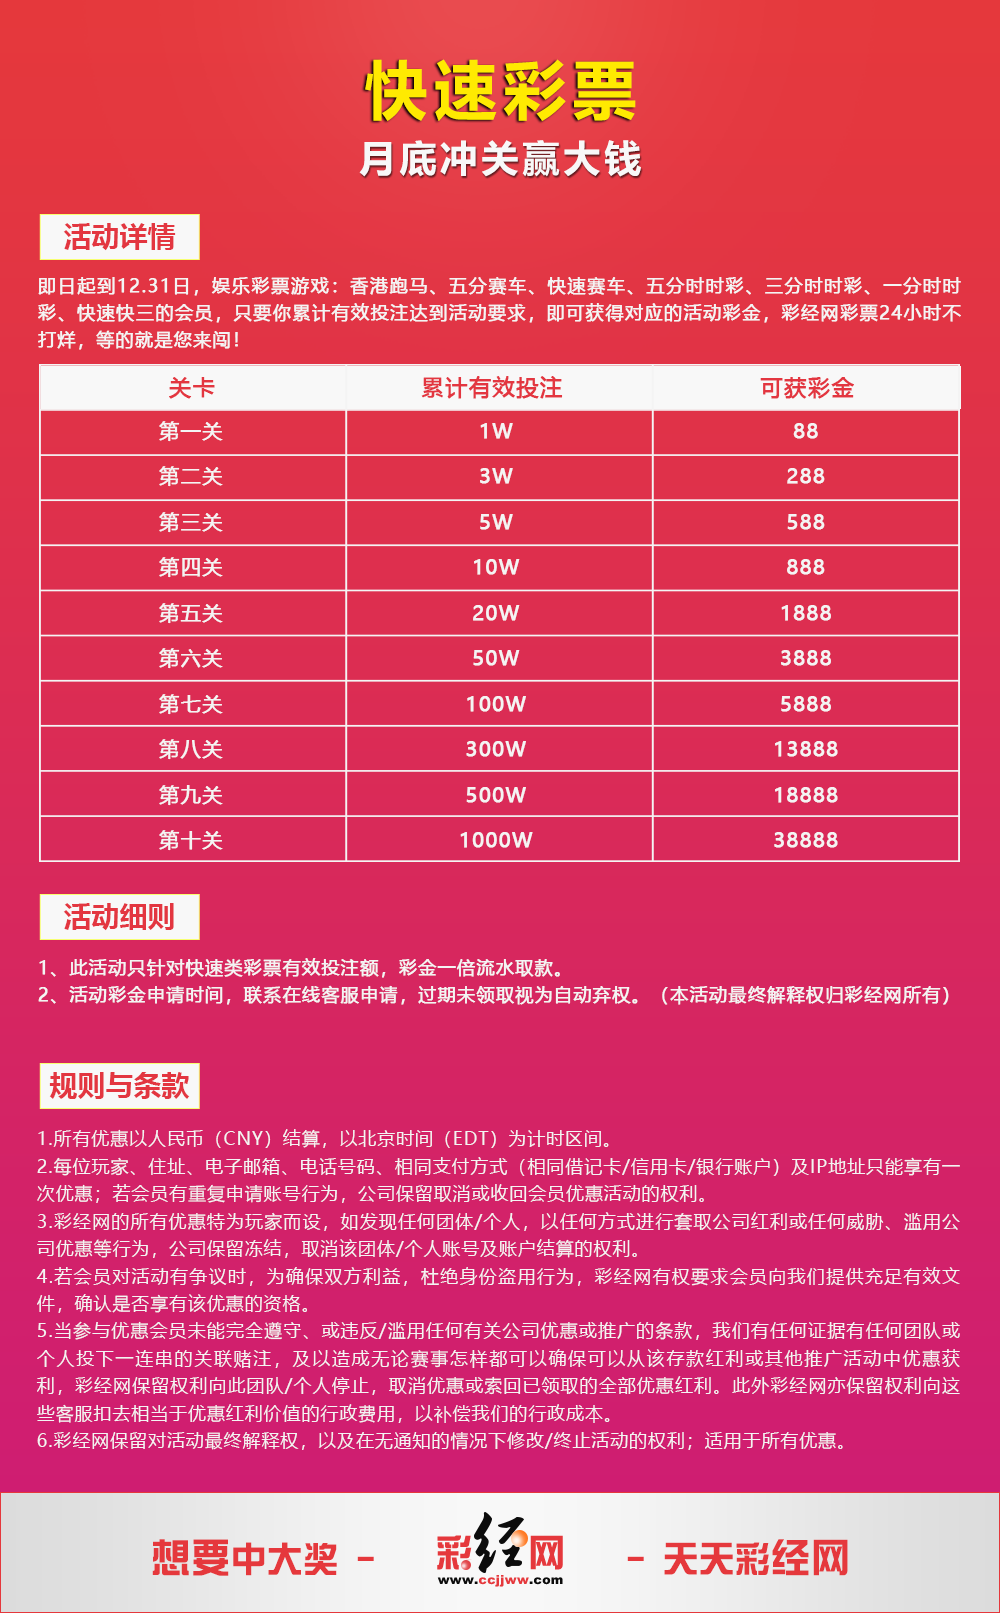 快速彩票
月底冲关赢大钱
活动详情
即日起到12.31日，娱乐彩票游戏：香港跑马、五分赛车、快速赛车、五分时时彩、三分时时彩、一分时时
彩、快速快三的会员，只要你累计有效投注达到活动要求，即可获得对应的活动彩金，彩经网彩票24小时不
打烊，等的就是您来闯！
关卡 累计有效投注 可获彩金
第一关 1W 88
第二关 3W 288
第三关 5W 588
第四关 10W 888
第五关 20W 1888
第六关 50W 3888
第七关 100W 5888
第八关 300W 13888
第九关 500W 18888
第十关 1000W 38888
活动细则
1、此活动只针对快速类彩票有效投注额，彩金一倍流水取款。
2、活动彩金申请时间，联系在线客服申请，过期未领取视为自动弃权。（本活动最终解释权归彩经网所有）
规则与条款
1.所有优惠以人民币（CNY）结算，以北京时间（EDT）为计时区间。
2.每位玩家、住址、电子邮箱、电话号码、相同支付方式（相同借记卡/信用卡/银行账户）及IP地址只能享有一
次优惠；若会员有重复申请账号行为，公司保留取消或收回会员优惠活动的权利。
3.彩经网的所有优惠特为玩家而设，如发现任何团体/个人，以任何方式进行套取公司红利或任何威胁、滥用公
司优惠等行为，公司保留冻结，取消该团体/个人账号及账户结算的权利。
4.若会员对活动有争议时，为确保双方利益，杜绝身份盗用行为，彩经网有权要求会员向我们提供充足有效文
件，确认是否享有该优惠的资格。
5.当参与优惠会员未能完全遵守、或违反/滥用任何有关公司优惠或推广的条款，我们有任何证据有任何团队或
个人投下一连串的关联赌注，及以造成无论赛事怎样都可以确保可以从该存款红利或其他推广活动中优惠获
利，彩经网保留权利向此团队/个人停止，取消优惠或索回已领取的全部优惠红利。此外彩经网亦保留权利向这
些客服扣去相当于优惠红利价值的行政费用，以补偿我们的行政成本。
6.彩经网保留对活动最终解释权，以及在无通知的情况下修改/终止活动的权利；适用于所有优惠。
想要中大奖 – 彩经网 – 天天彩经网
www.ccjjww.com